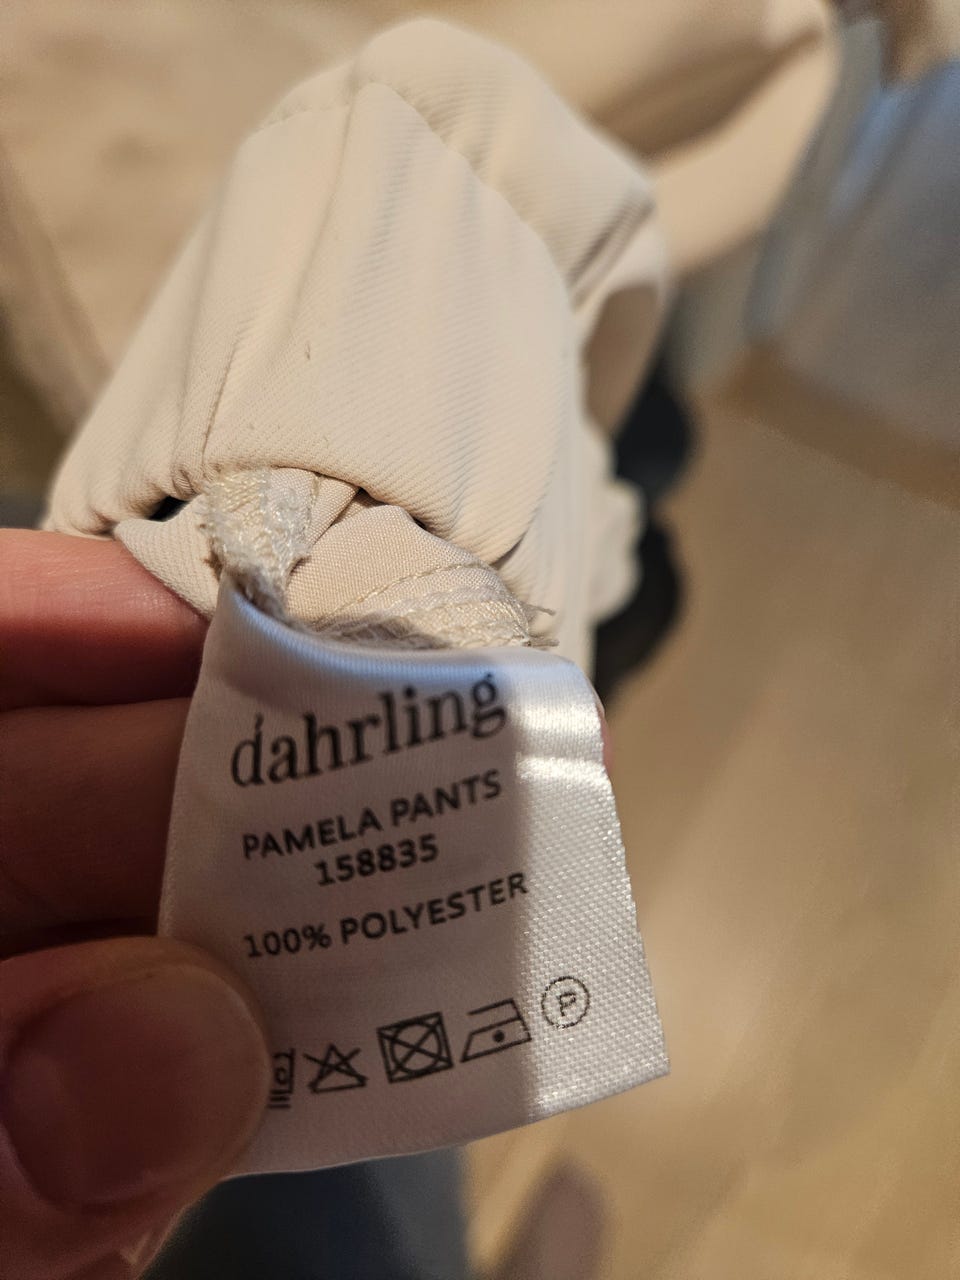 dahrling
PAMELA PANTS
158835
100% POLYESTER
P